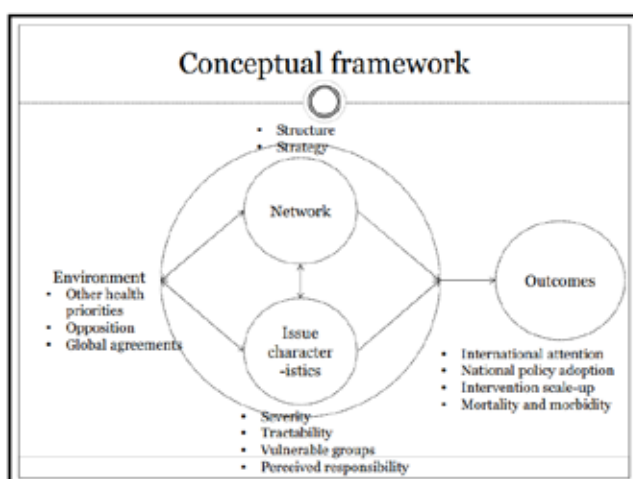 Conceptual framework
• Structure
• Strategy
Network
Environment
• Other health
priorities
• Opposition
• Global agreements
Issue
character
-istics
Outcomes
• International attention
• National policy adoption
• Intervention scale-up
• Mortality and morbidity
• Severity
• Tractability
• Vulnerable groups
• Perceived responsibility